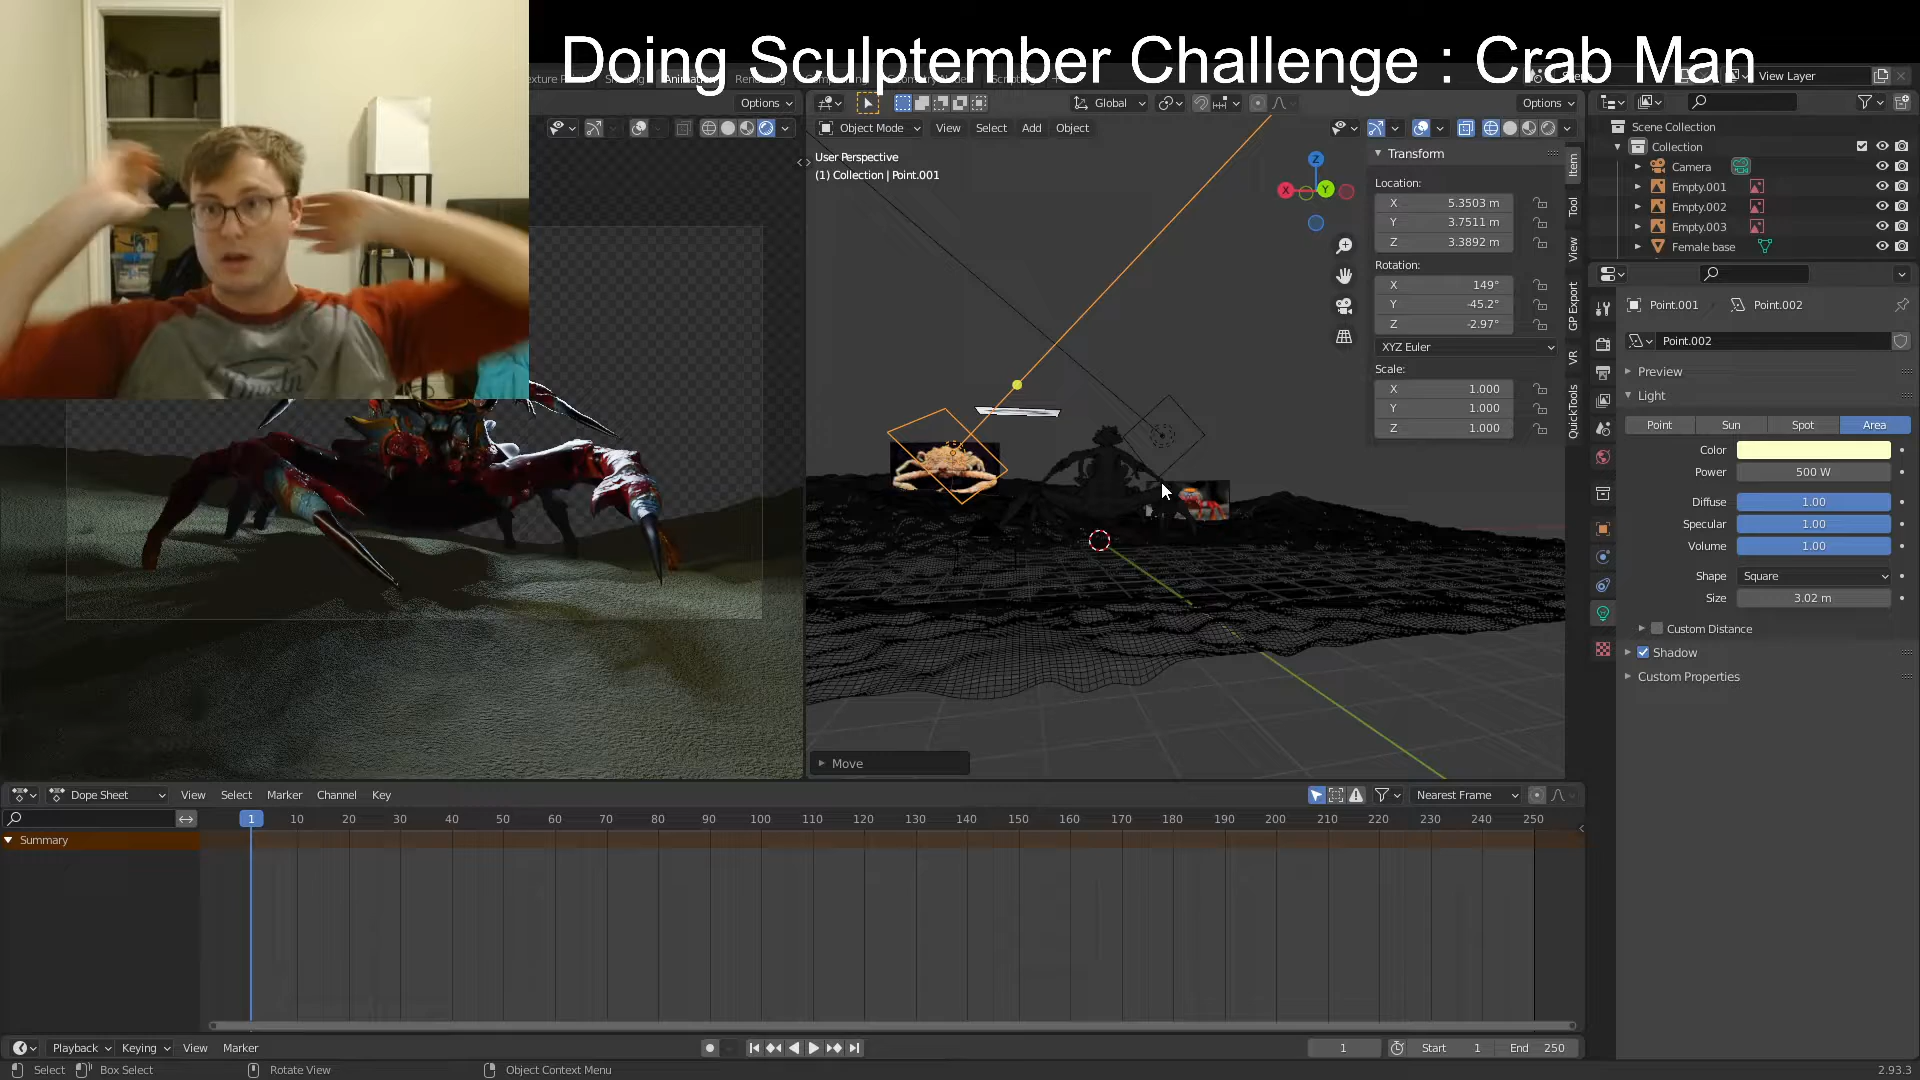 Doing Sculptember Challenge : Crab Man
Animation
View Layer
Options
Global
Options
Object Mode View Select Add Object
User Perspective
(1) Collection | Point.001
Transform
Location:
X 5.3503 m
Y 3.7511 m
Z 3.3892 m
Rotation:
X 149°
Y -45.2°
Z -2.97°
XYZ Euler
Scale:
X 1.000
Y 1.000
Z 1.000
Item
Tool
View
GP Export
VR
QuickTools
Z
X
Y
Move
Scene Collection
Collection
Camera
Empty.001
Empty.002
Empty.003
Female base
Point.001 Point.002
Point.002
Preview
Light
Point Sun Spot Area
Color
Power 500 W
Diffuse 1.00
Specular 1.00
Volume 1.00
Shape Square
Size 3.02 m
Custom Distance
Shadow
Custom Properties
Dope Sheet View Select Marker Channel Key
Nearest Frame
1 10 20 30 40 50 60 70 80 90 100 110 120 130 140 150 160 170 180 190 200 210 220 230 240 250
Summary
Playback Keying View Marker
1 Start 1 End 250
Select Box Select Rotate View Object Context Menu 2.93.3